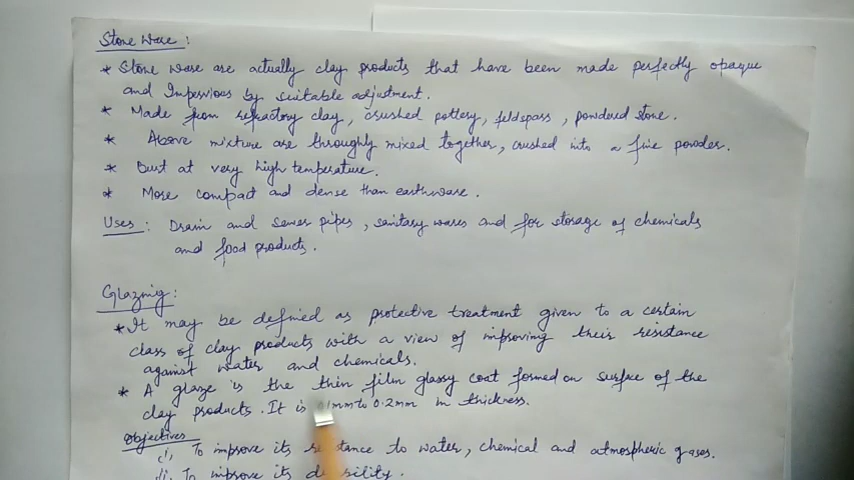 Stone Ware :
* Stone ware are actually clay products that have been made perfectly opaque
and Impervious by suitable adjustment.
* Made from refractory clay, crushed pottery, feldspass, powdered stone.
* Above mixture are throughly mixed together, crushed into a fine powder.
* Bust at very high temperature.
* More compact and dense than earthware.
Uses : Drain and sewer pipes, sanitary wares and for storage of chemicals
and food products.
Glazing :
* It may be defined as protective treatment given to a certain
class of clay products with a view of improving their resistance
against water and chemicals.
* A glaze is the thin film glassy coat formed on surface of the
clay products. It is mm to 0.2mm in thickness.
Objectives
(i) To improve its to water, chemical and atmospheric gases.
(ii) To improve its